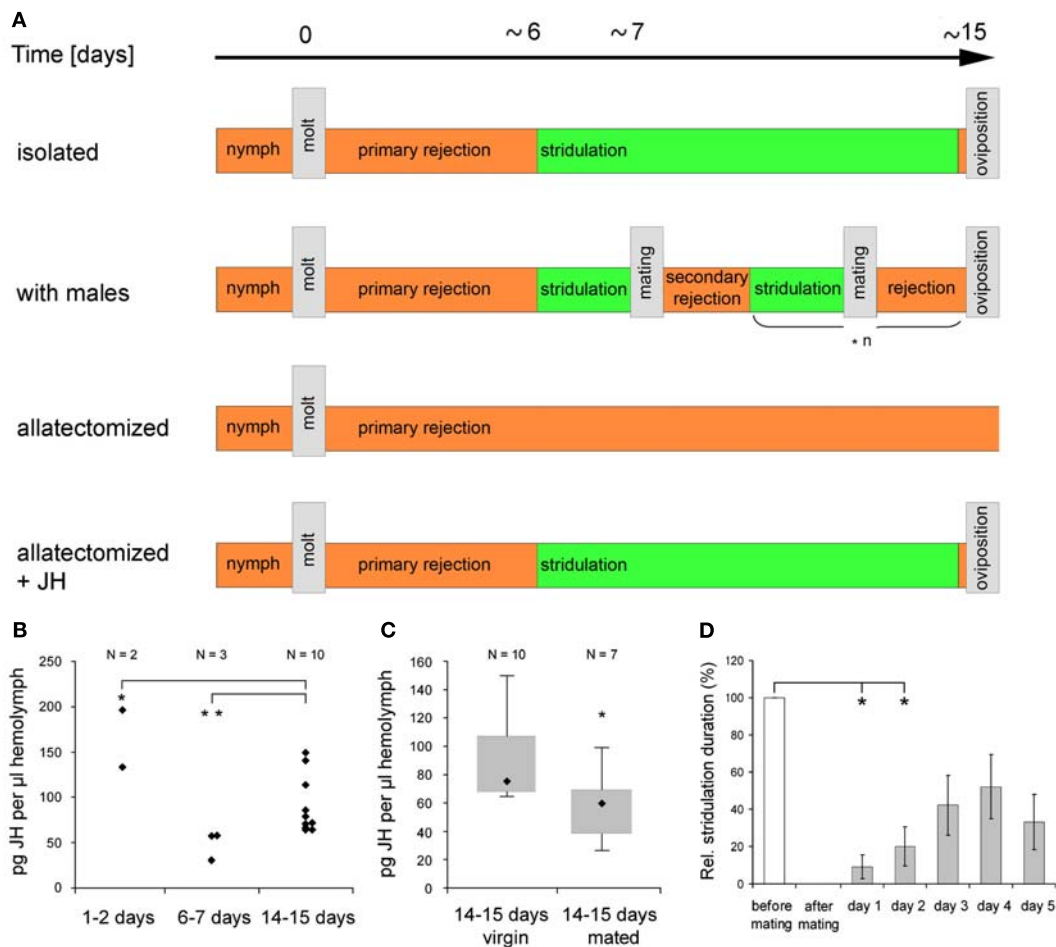 A
Time [days]
0
~6
~7
~15
isolated
nymph
molt
primary rejection
stridulation
oviposition
with males
nymph
molt
primary rejection
stridulation
mating
secondary
rejection
stridulation
mating
rejection
oviposition
* n
allatectomized
nymph
molt
primary rejection
allatectomized
+ JH
nymph
molt
primary rejection
stridulation
oviposition
B
N = 2
N = 3
N = 10
pg JH per µl hemolymph
250
200
150
100
50
0
*
* *
1-2 days
6-7 days
14-15 days
C
N = 10
N = 7
pg JH per µl hemolymph
160
140
120
100
80
60
40
20
0
*
14-15 days
virgin
14-15 days
mated
D
Rel. stridulation duration (%)
120
100
80
60
40
20
0
*
*
before
mating
after
mating
day 1
day 2
day 3
day 4
day 5